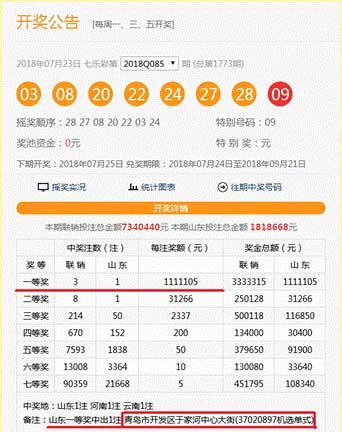 开奖公告 [每周一、三、五开奖]
2018年07月23日 七乐彩第 2018Q085 期 (总第1773期)
03 08 20 22 24 27 28 09
摇奖顺序：28 27 08 20 22 03 24 特别号码：09
奖池资金：0元 特 别 奖：元
下期开奖：2018年07月25日 兑奖期限：2018年07月24日至2018年09月21日
摇奖实况 统计图表 往期中奖号码
开奖详情
本期联销投注总金额7340440元 本期山东投注总金额 1818668元
中奖注数（注） 每注奖额（元） 奖金总额（元）
奖 等 联销 山东 联销 山东
一等奖 3 1 1111105 3333315 1111105
二等奖 8 1 31266 250128 31266
三等奖 214 50 2337 500118 116850
四等奖 670 152 200 134000 30400
五等奖 7593 1838 50 379650 91900
六等奖 13008 3364 10 130080 33640
七等奖 90359 21668 5 451795 108340
中奖地：山东1注 河南1注 云南1注
备注：山东一等奖中出1注青岛市开发区于家河中心大街(37020897机选单式)